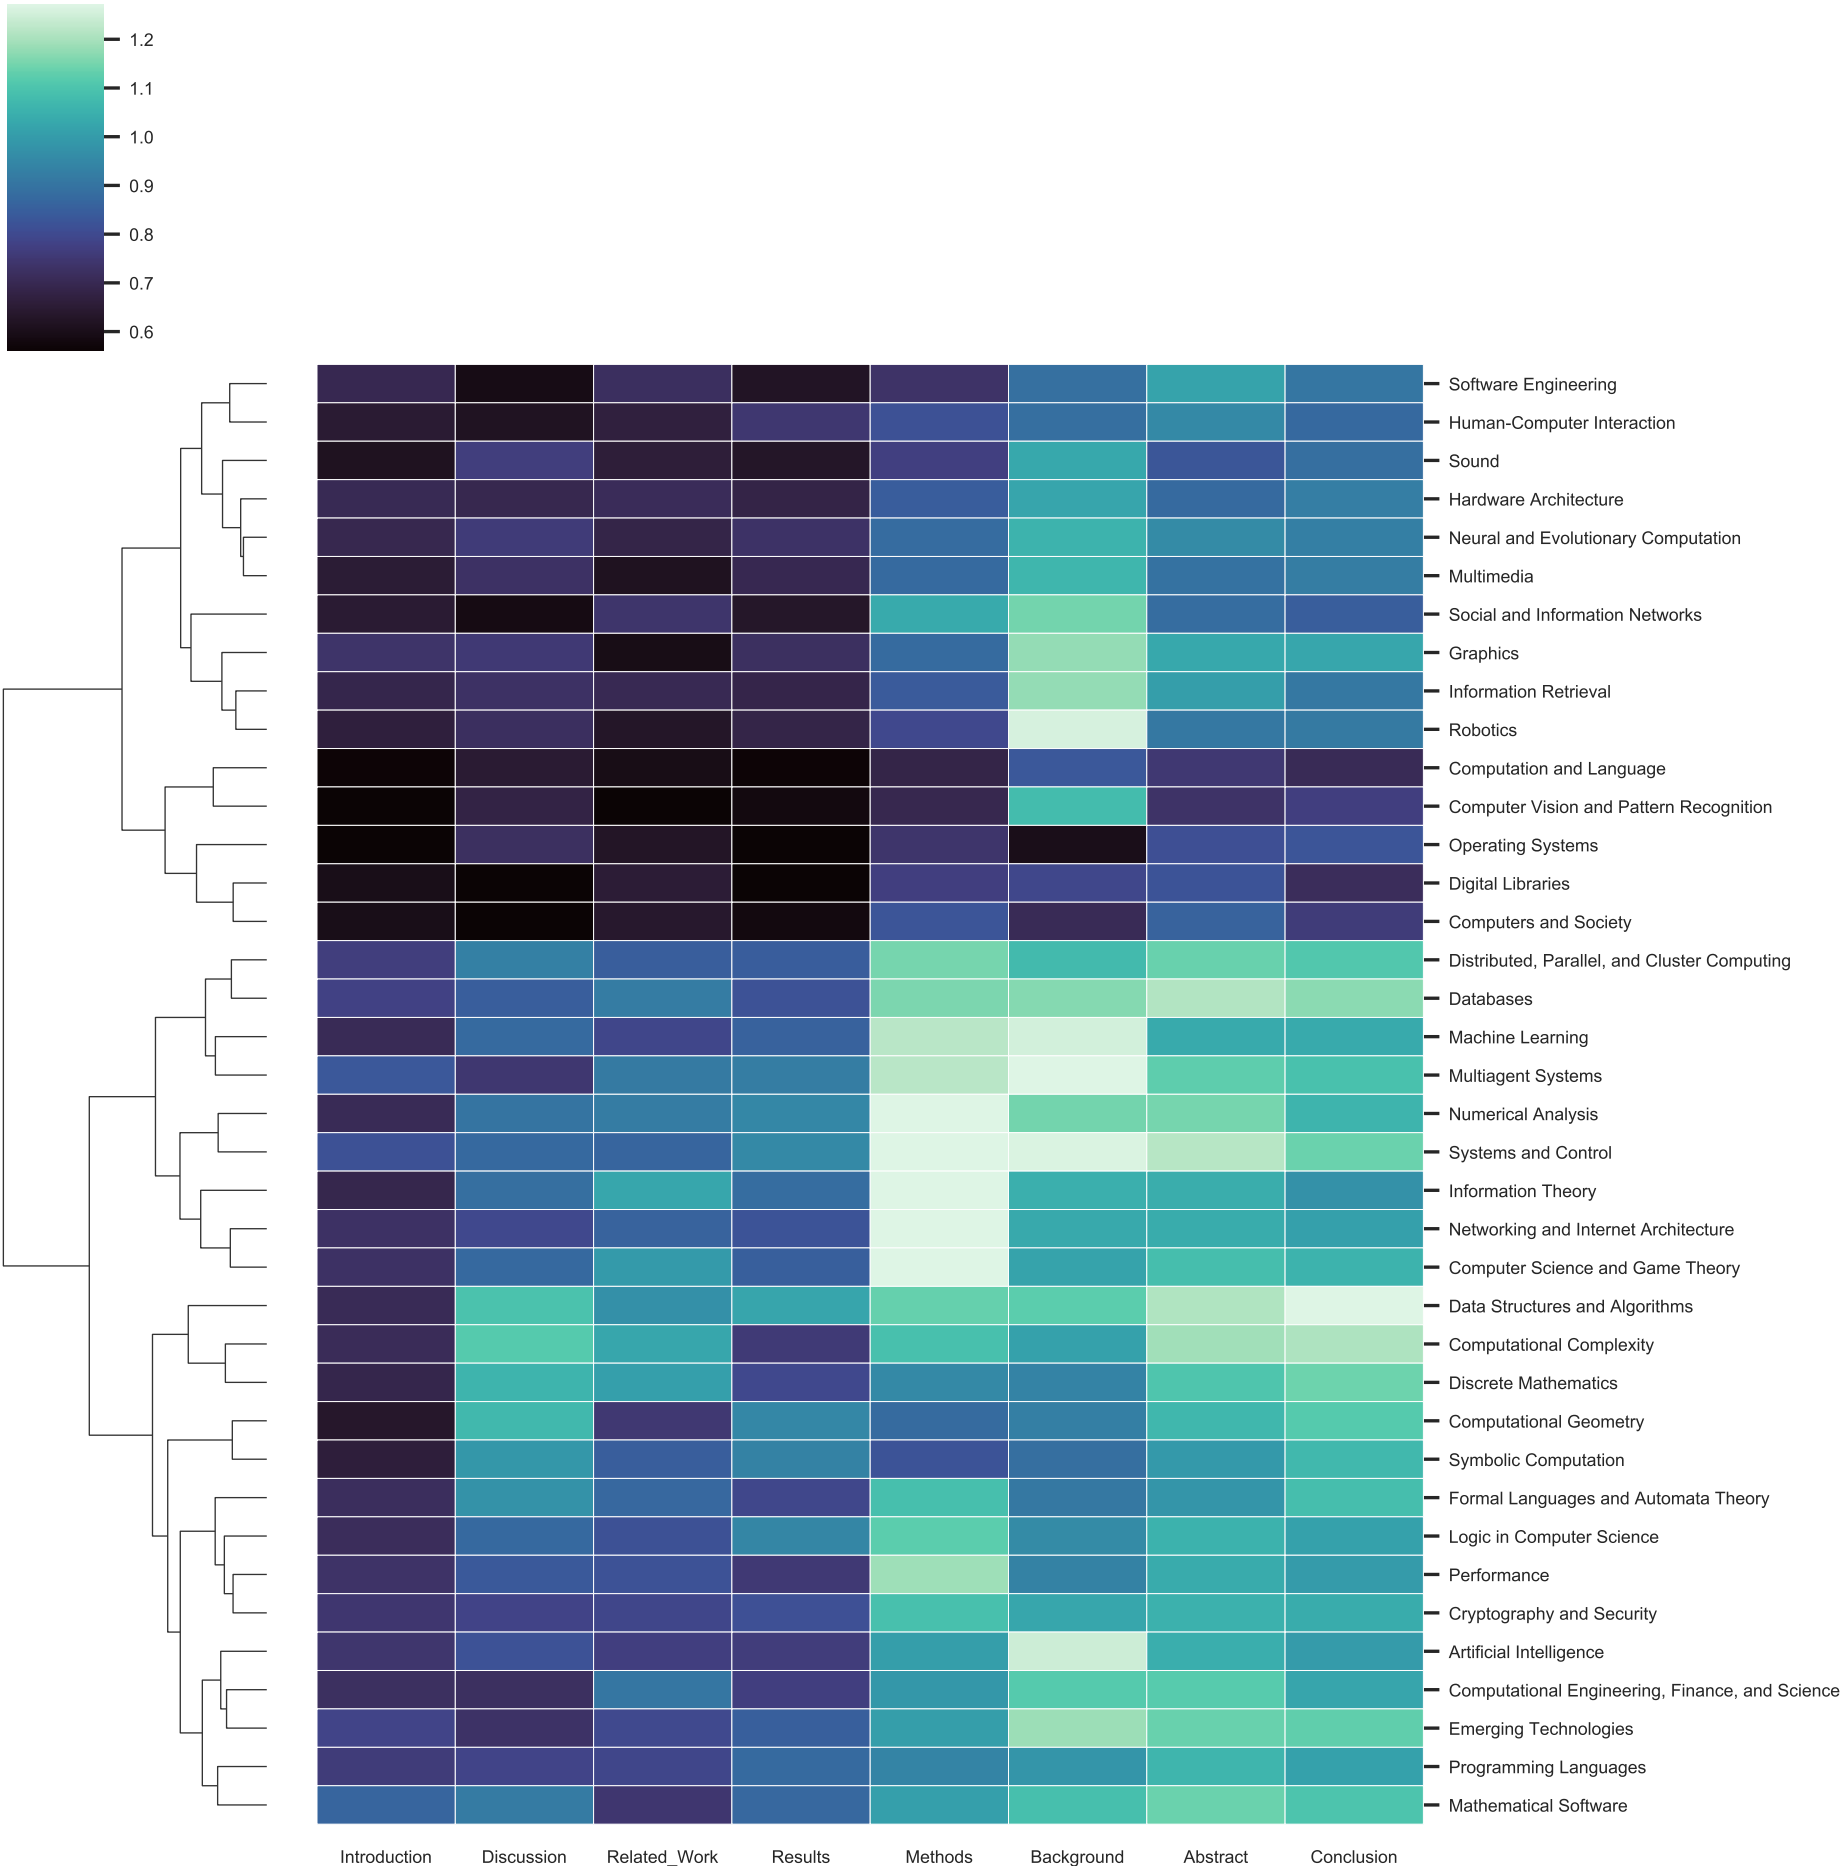 1.2
1.1
1.0
0.9
0.8
0.7
0.6
Software Engineering
Human-Computer Interaction
Sound
Hardware Architecture
Neural and Evolutionary Computation
Multimedia
Social and Information Networks
Graphics
Information Retrieval
Robotics
Computation and Language
Computer Vision and Pattern Recognition
Operating Systems
Digital Libraries
Computers and Society
Distributed, Parallel, and Cluster Computing
Databases
Machine Learning
Multiagent Systems
Numerical Analysis
Systems and Control
Information Theory
Networking and Internet Architecture
Computer Science and Game Theory
Data Structures and Algorithms
Computational Complexity
Discrete Mathematics
Computational Geometry
Symbolic Computation
Formal Languages and Automata Theory
Logic in Computer Science
Performance
Cryptography and Security
Artificial Intelligence
Computational Engineering, Finance, and Science
Emerging Technologies
Programming Languages
Mathematical Software
Introduction Discussion Related_Work Results Methods Background Abstract Conclusion